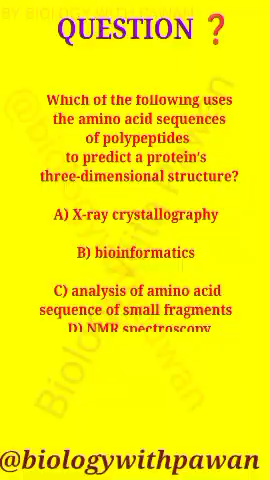 BY BIOLOGY WITH PAWAN
QUESTION ❓
Which of the following uses
the amino acid sequences
of polypeptides
to predict a protein's
three-dimensional structure?
A) X-ray crystallography
B) bioinformatics
C) analysis of amino acid
sequence of small fragments
D) NMR spectroscopy
@biologywithpawan